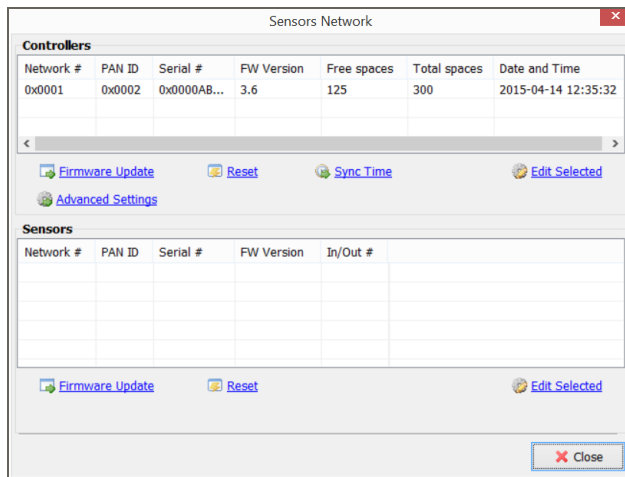 Sensors Network
Controllers
Network # PAN ID Serial # FW Version Free spaces Total spaces Date and Time
0x0001 0x0002 0x0000AB... 3.6 125 300 2015-04-14 12:35:32
Firmware Update Reset Sync Time Edit Selected
Advanced Settings
Sensors
Network # PAN ID Serial # FW Version In/Out #
Firmware Update Reset Edit Selected
Close